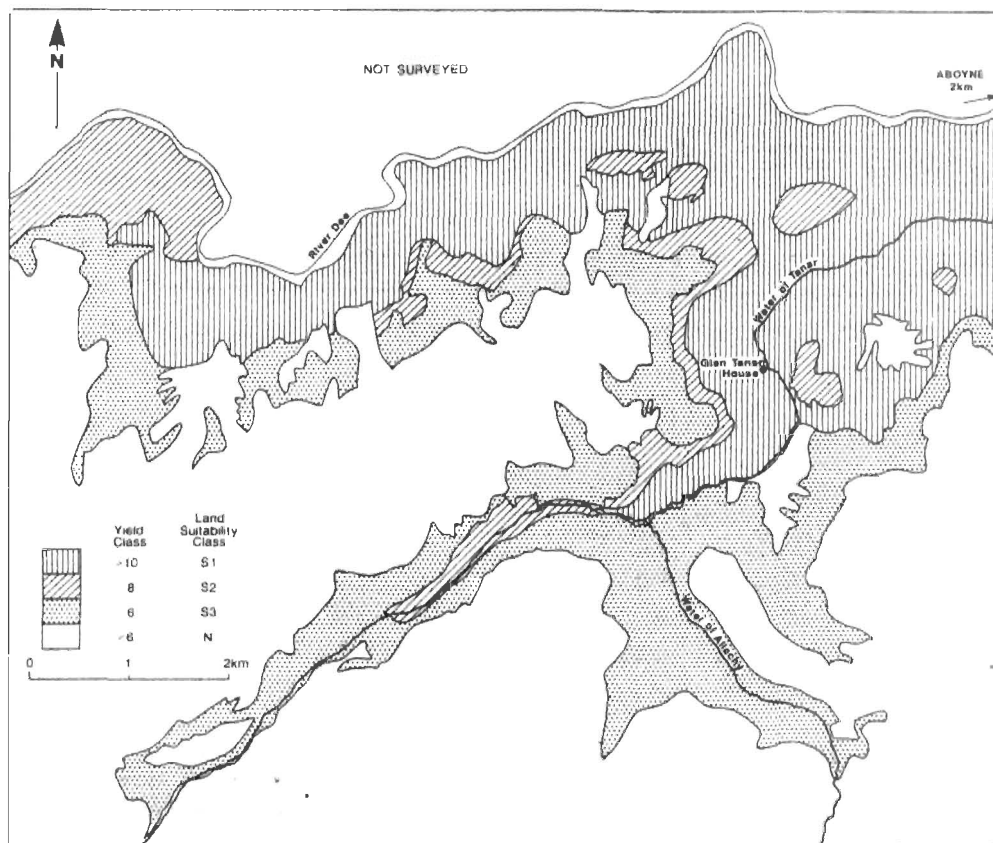 N
NOT SURVEYED
ABOYNE
2km
River Dee
Water of Tanar
Glen Tanar
House
Water of Allachy
Yield
Class
Land
Suitability
Class
>10 S1
8 S2
6 S3
<6 N
0 1 2km